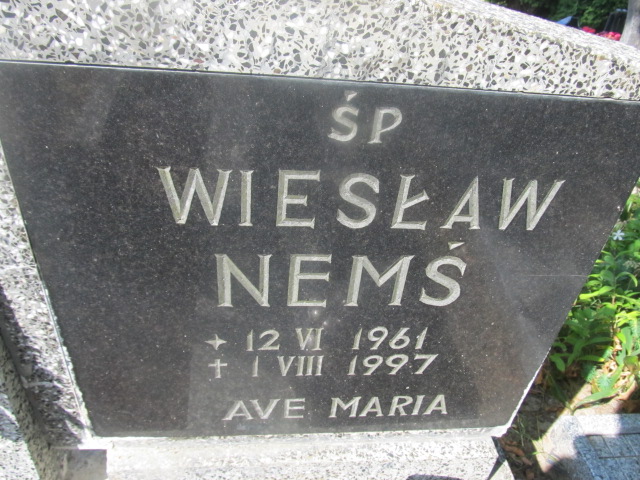 ŚP
WIESŁAW
NEMŚ
+ 12 VI 1961
+ 1 VIII 1997
AVE MARIA